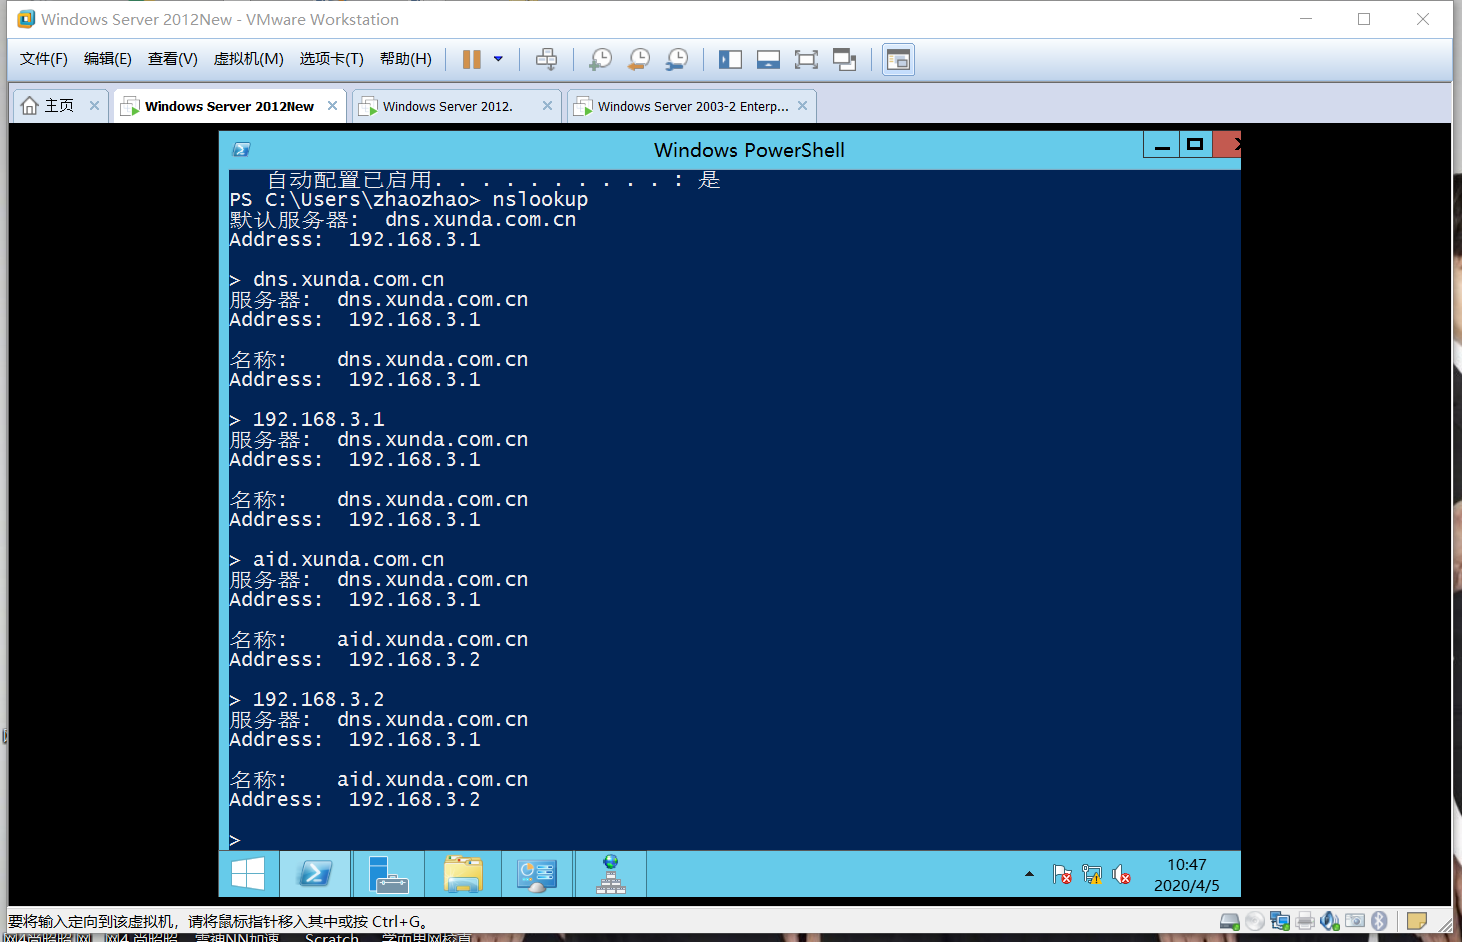 Windows Server 2012New - VMware Workstation
文件(F) 编辑(E) 查看(V) 虚拟机(M) 选项卡(T) 帮助(H)
主页 Windows Server 2012New Windows Server 2012. Windows Server 2003-2 Enterp...
Windows PowerShell
自动配置已启用. . . . . . . . . . . : 是
PS C:\Users\zhaozhao> nslookup
默认服务器:  dns.xunda.com.cn
Address:  192.168.3.1
> dns.xunda.com.cn
服务器:  dns.xunda.com.cn
Address:  192.168.3.1
名称:    dns.xunda.com.cn
Address:  192.168.3.1
> 192.168.3.1
服务器:  dns.xunda.com.cn
Address:  192.168.3.1
名称:    dns.xunda.com.cn
Address:  192.168.3.1
> aid.xunda.com.cn
服务器:  dns.xunda.com.cn
Address:  192.168.3.1
名称:    aid.xunda.com.cn
Address:  192.168.3.2
> 192.168.3.2
服务器:  dns.xunda.com.cn
Address:  192.168.3.1
名称:    aid.xunda.com.cn
Address:  192.168.3.2
>
10:47
2020/4/5
要将输入定向到该虚拟机，请将鼠标指针移入其中或按 Ctrl+G。
Scratch